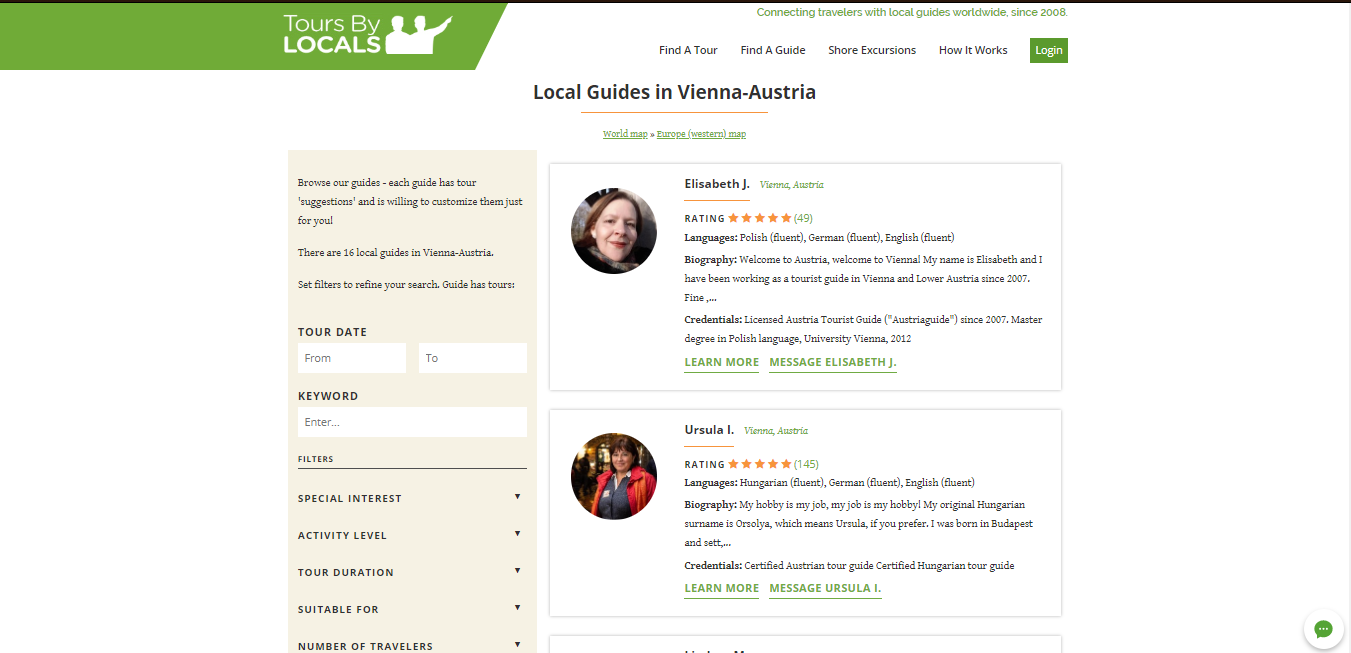 Tours By
LOCALS
Connecting travelers with local guides worldwide, since 2008.
Find A Tour Find A Guide Shore Excursions How It Works Login
Local Guides in Vienna-Austria
World map » Europe (western) map
Browse our guides - each guide has tour
'suggestions' and is willing to customize them just
for you!
There are 16 local guides in Vienna-Austria.
Set filters to refine your search. Guide has tours:
TOUR DATE
From To
KEYWORD
Enter...
FILTERS
SPECIAL INTEREST ▼
ACTIVITY LEVEL ▼
TOUR DURATION ▼
SUITABLE FOR ▼
NUMBER OF TRAVELERS ▼
Elisabeth J. Vienna, Austria
RATING ★★★★★ (49)
Languages: Polish (fluent), German (fluent), English (fluent)
Biography: Welcome to Austria, welcome to Vienna! My name is Elisabeth and I
have been working as a tourist guide in Vienna and Lower Austria since 2007.
Fine ,...
Credentials: Licensed Austria Tourist Guide ("Austriaguide") since 2007. Master
degree in Polish language, University Vienna, 2012
LEARN MORE MESSAGE ELISABETH J.
Ursula I. Vienna, Austria
RATING ★★★★★ (145)
Languages: Hungarian (fluent), German (fluent), English (fluent)
Biography: My hobby is my job, my job is my hobby! My original Hungarian
surname is Orsolya, which means Ursula, if you prefer. I was born in Budapest
and sett,...
Credentials: Certified Austrian tour guide Certified Hungarian tour guide
LEARN MORE MESSAGE URSULA I.